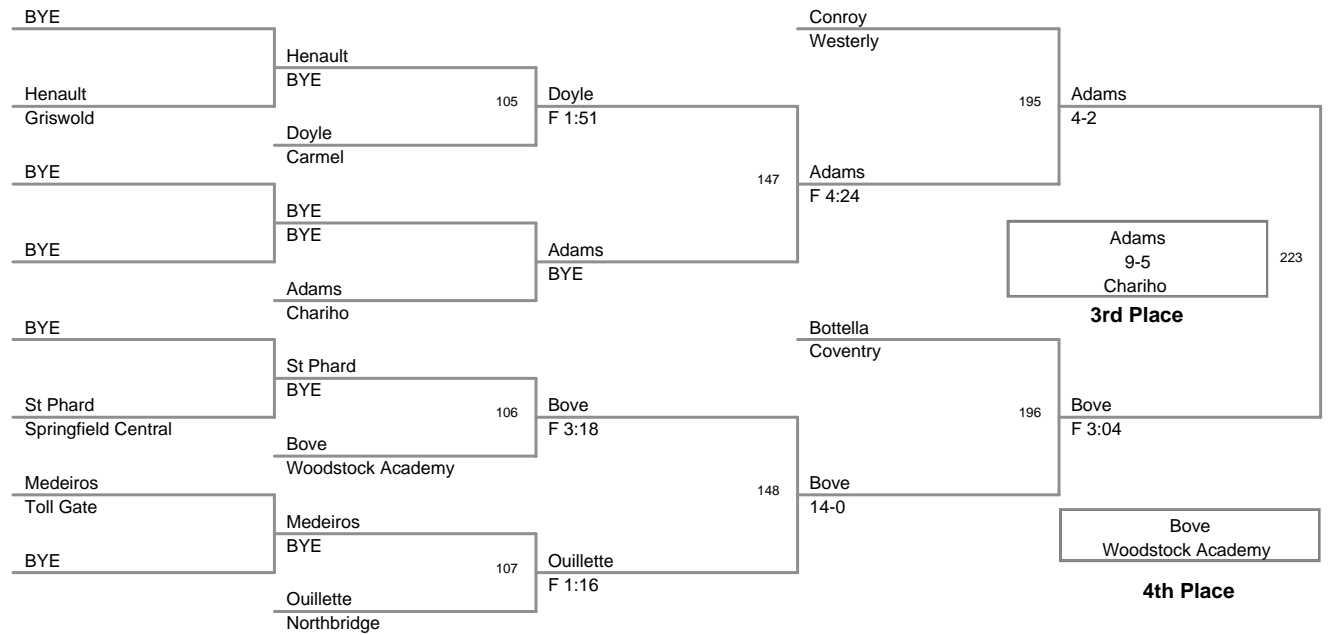 BYE
Henault
Griswold
BYE
BYE
BYE
St Phard
Springfield Central
Medeiros
Toll Gate
BYE
Henault
BYE
105
Doyle
Carmel
BYE
BYE
Adams
Chariho
St Phard
BYE
106
Bove
Woodstock Academy
Medeiros
BYE
107
Ouillette
Northbridge
Doyle
F 1:51
147
Adams
BYE
Bove
F 3:18
148
Ouillette
F 1:16
Conroy
Westerly
195
Adams
F 4:24
Bottella
Coventry
196
Bove
14-0
Adams
4-2
Adams
9-5
Chariho
223
3rd Place
Bove
F 3:04
Bove
Woodstock Academy
4th Place